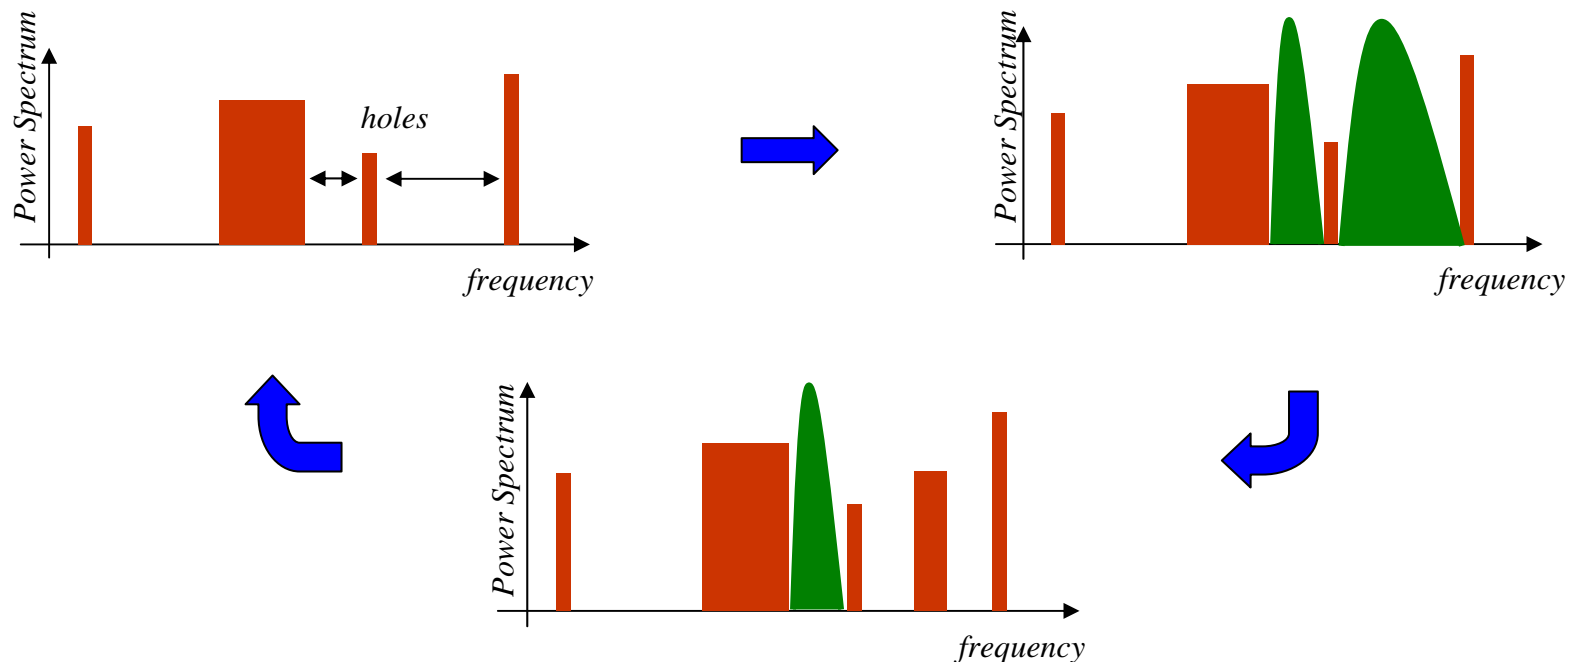 Power Spectrum
holes
frequency
Power Spectrum
frequency
Power Spectrum
frequency